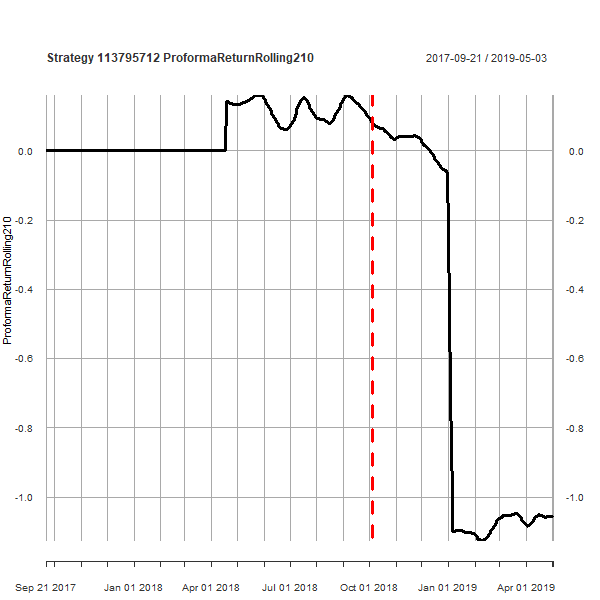 Strategy 113795712 ProformaReturnRolling210
2017-09-21 / 2019-05-03
ProformaReturnRolling210
0.0
-0.2
-0.4
-0.6
-0.8
-1.0
0.0
-0.2
-0.4
-0.6
-0.8
-1.0
Sep 21 2017
Jan 01 2018
Apr 01 2018
Jul 01 2018
Oct 01 2018
Jan 01 2019
Apr 01 2019